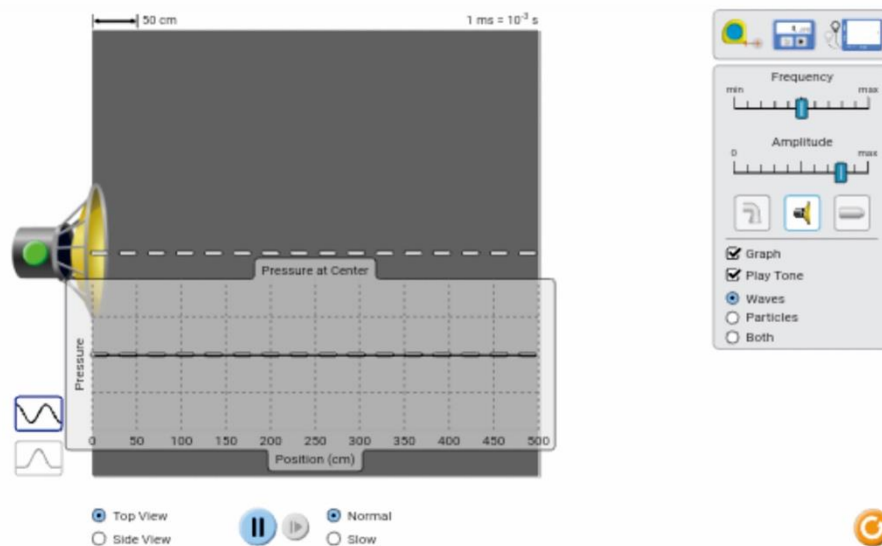 50 cm
1 ms = 10⁻³ s
Frequency
min
max
Amplitude
0
max
Graph
Play Tone
Waves
Particles
Both
Pressure at Center
Pressure
0 50 100 150 200 250 300 350 400 450 500
Position (cm)
Top View
Side View
Normal
Slow